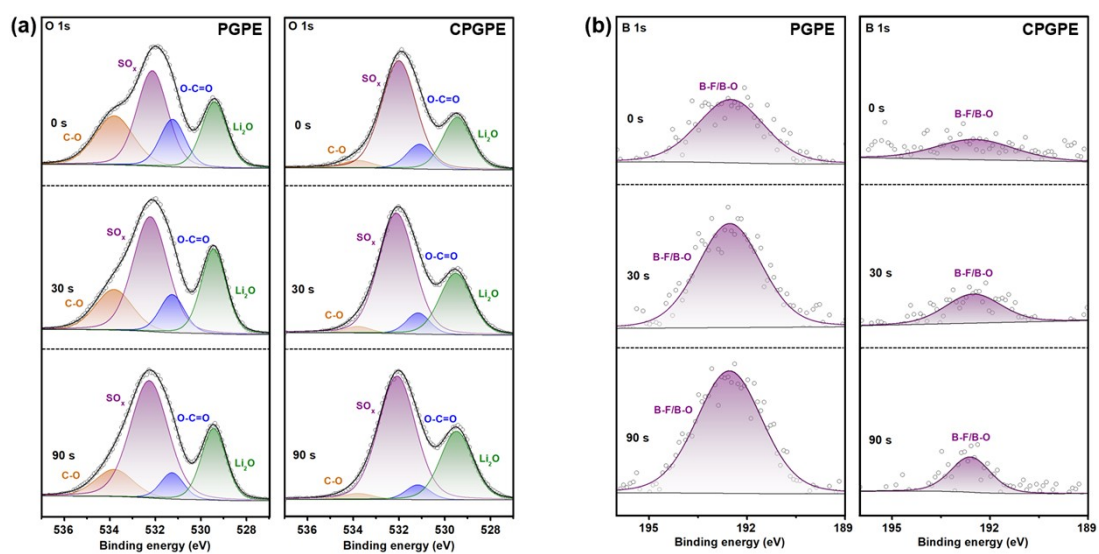 (a)
O 1s
PGPE
SOₓ
O-C=O
0 s
C-O
Li₂O
SOₓ
O-C=O
30 s
C-O
Li₂O
SOₓ
O-C=O
90 s
C-O
Li₂O
536 534 532 530 528
Binding energy (eV)
O 1s
CPGPE
SOₓ
O-C=O
0 s
C-O
Li₂O
SOₓ
O-C=O
30 s
C-O
Li₂O
SOₓ
O-C=O
90 s
C-O
Li₂O
536 534 532 530 528
Binding energy (eV)
(b)
B 1s
PGPE
B-F/B-O
0 s
B-F/B-O
30 s
B-F/B-O
90 s
195 192 189
Binding energy (eV)
B 1s
CPGPE
0 s
B-F/B-O
30 s
B-F/B-O
90 s
B-F/B-O
195 192 189
Binding energy (eV)